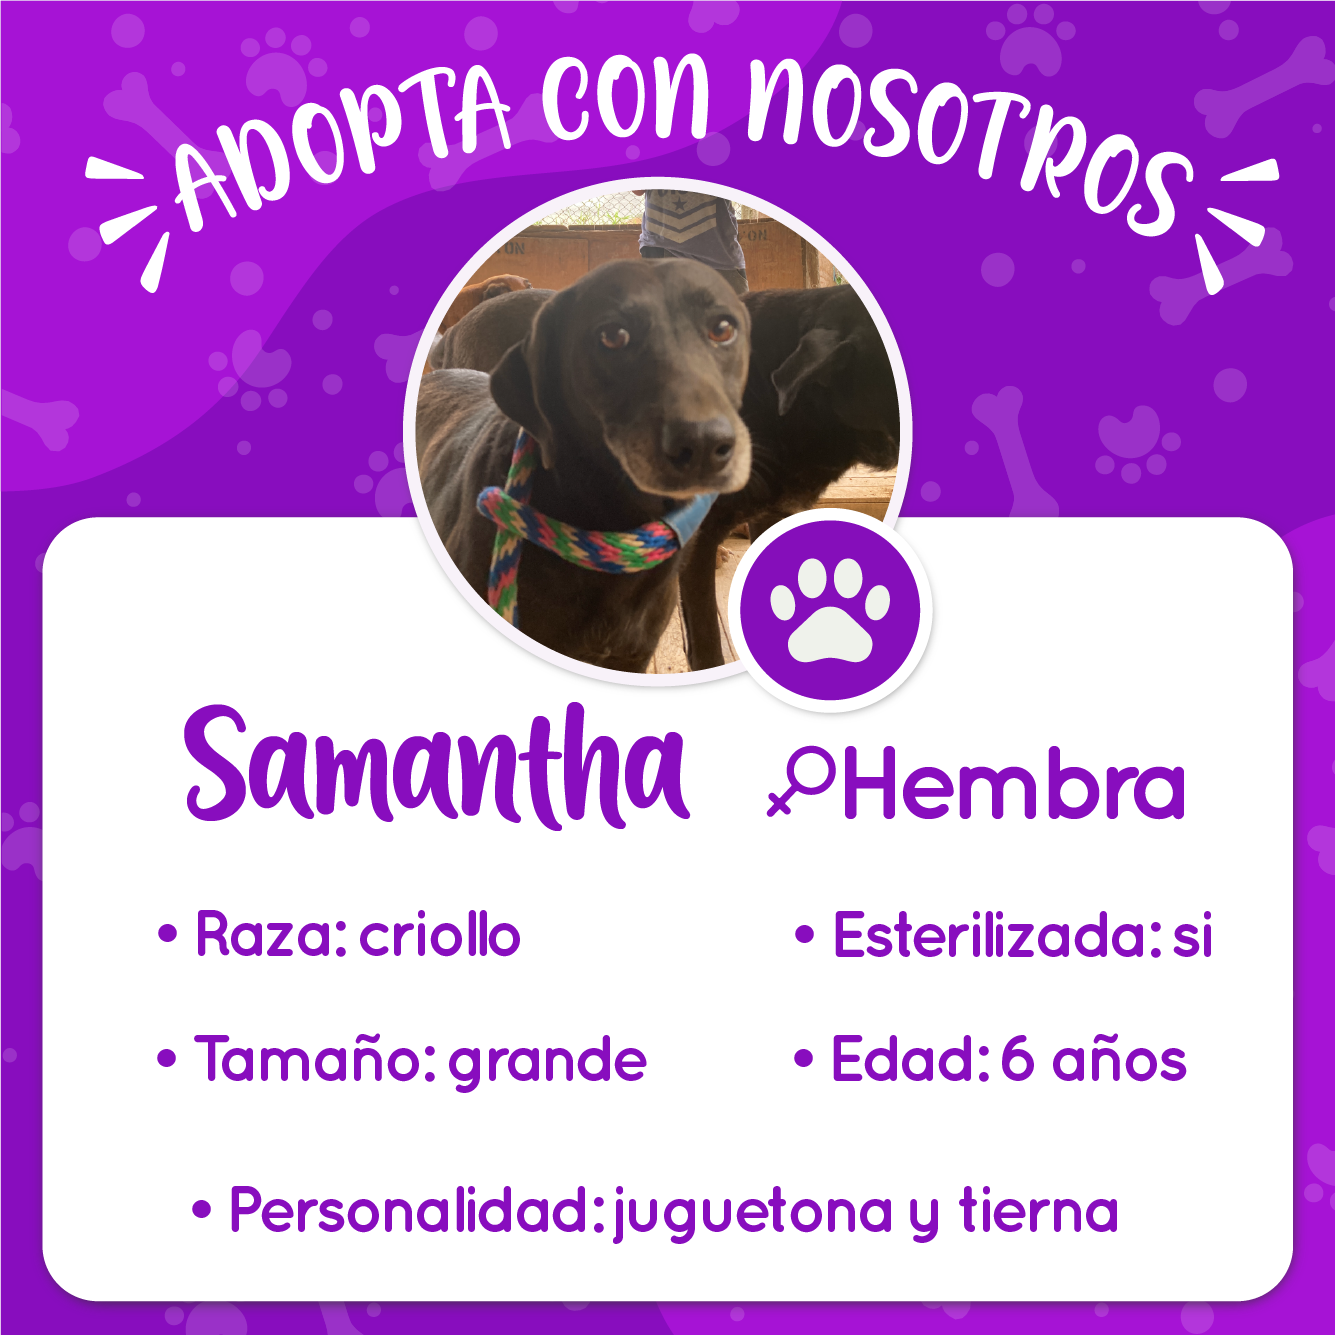 ADOPTA CON NOSOTROS
Samantha
Hembra
• Raza: criollo
• Esterilizada: si
• Tamaño: grande
• Edad: 6 años
• Personalidad: juguetona y tierna